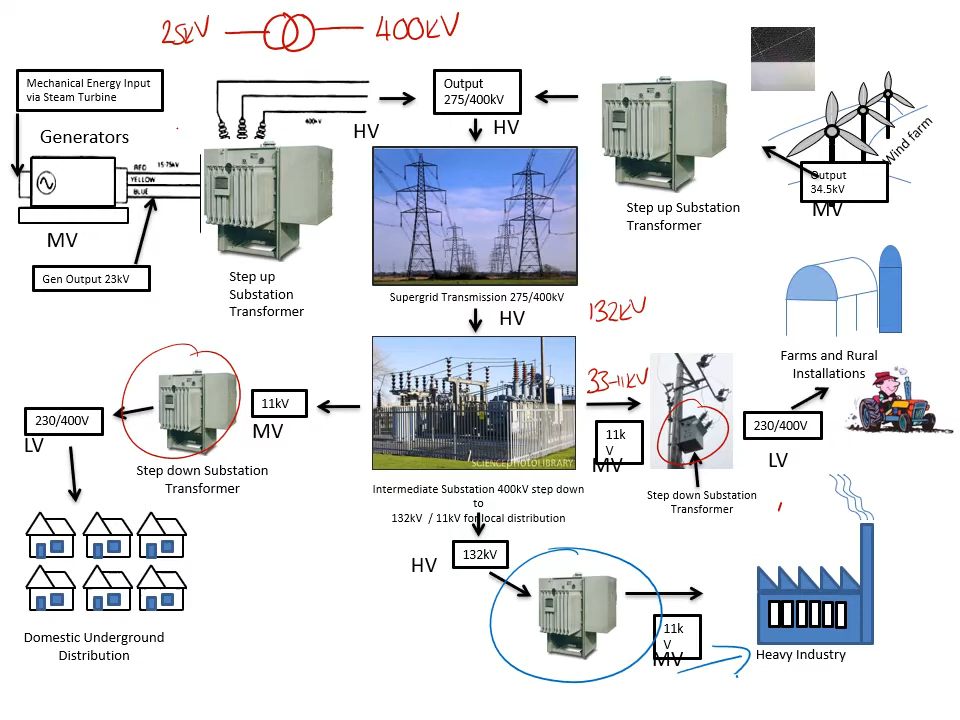 25kV
400kV
Mechanical Energy Input
via Steam Turbine
Output
275/400kV
400kV
HV
HV
Generators
RED
15·75kV
YELLOW
BLUE
MV
Gen Output 23kV
Step up
Substation
Transformer
Step up Substation
Transformer
Wind farm
Output
34.5kV
MV
Supergrid Transmission 275/400kV
HV
132kV
33-11kV
Farms and Rural
Installations
230/400V
LV
11kV
MV
Step down Substation
Transformer
SCIENCEPHOTOLIBRARY
11k
V
MV
230/400V
LV
Step down Substation
Transformer
Intermediate Substation 400kV step down
to
132kV / 11kV for local distribution
HV
132kV
11k
V
MV
Domestic Underground
Distribution
Heavy Industry